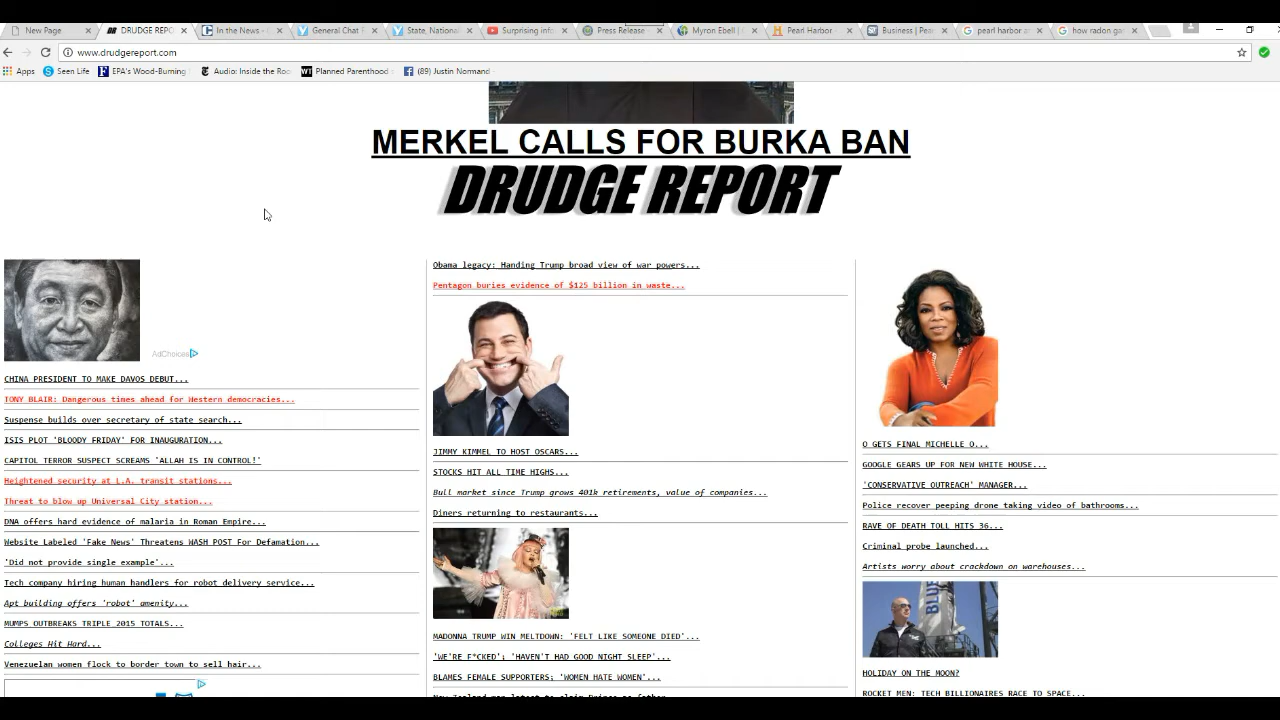 New Page
DRUDGE REPOR
In the News -
General Chat
State, National
Surprising info
Press Release -
Myron Ebell |
Pearl Harbor -
Business | Pea
pearl harbor a
how radon ga
www.drudgereport.com
Apps
Seen Life
EPA's Wood-Burning
Audio: Inside the Roo
Planned Parenthood
(89) Justin Normand
MERKEL CALLS FOR BURKA BAN
DRUDGE REPORT
AdChoices
CHINA PRESIDENT TO MAKE DAVOS DEBUT...
TONY BLAIR: Dangerous times ahead for Western democracies...
Suspense builds over secretary of state search...
ISIS PLOT 'BLOODY FRIDAY' FOR INAUGURATION...
CAPITOL TERROR SUSPECT SCREAMS 'ALLAH IS IN CONTROL!'
Heightened security at L.A. transit stations...
Threat to blow up Universal City station...
DNA offers hard evidence of malaria in Roman Empire...
Website Labeled 'Fake News' Threatens WASH POST For Defamation...
'Did not provide single example'...
Tech company hiring human handlers for robot delivery service...
Apt building offers 'robot' amenity...
MUMPS OUTBREAKS TRIPLE 2015 TOTALS...
Colleges Hit Hard...
Venezuelan women flock to border town to sell hair...
Obama legacy: Handing Trump broad view of war powers...
Pentagon buries evidence of $125 billion in waste...
JIMMY KIMMEL TO HOST OSCARS...
STOCKS HIT ALL TIME HIGHS...
Bull market since Trump grows 401k retirements, value of companies...
Diners returning to restaurants...
MADONNA TRUMP WIN MELTDOWN: 'FELT LIKE SOMEONE DIED'...
'WE'RE F*CKED'; 'HAVEN'T HAD GOOD NIGHT SLEEP'...
BLAMES FEMALE SUPPORTERS: 'WOMEN HATE WOMEN'...
New Zealand man latest to claim Prince as father
O GETS FINAL MICHELLE O...
GOOGLE GEARS UP FOR NEW WHITE HOUSE...
'CONSERVATIVE OUTREACH' MANAGER...
Police recover peeping drone taking video of bathrooms...
RAVE OF DEATH TOLL HITS 36...
Criminal probe launched...
Artists worry about crackdown on warehouses...
BLUE
HOLIDAY ON THE MOON?
ROCKET MEN: TECH BILLIONAIRES RACE TO SPACE...